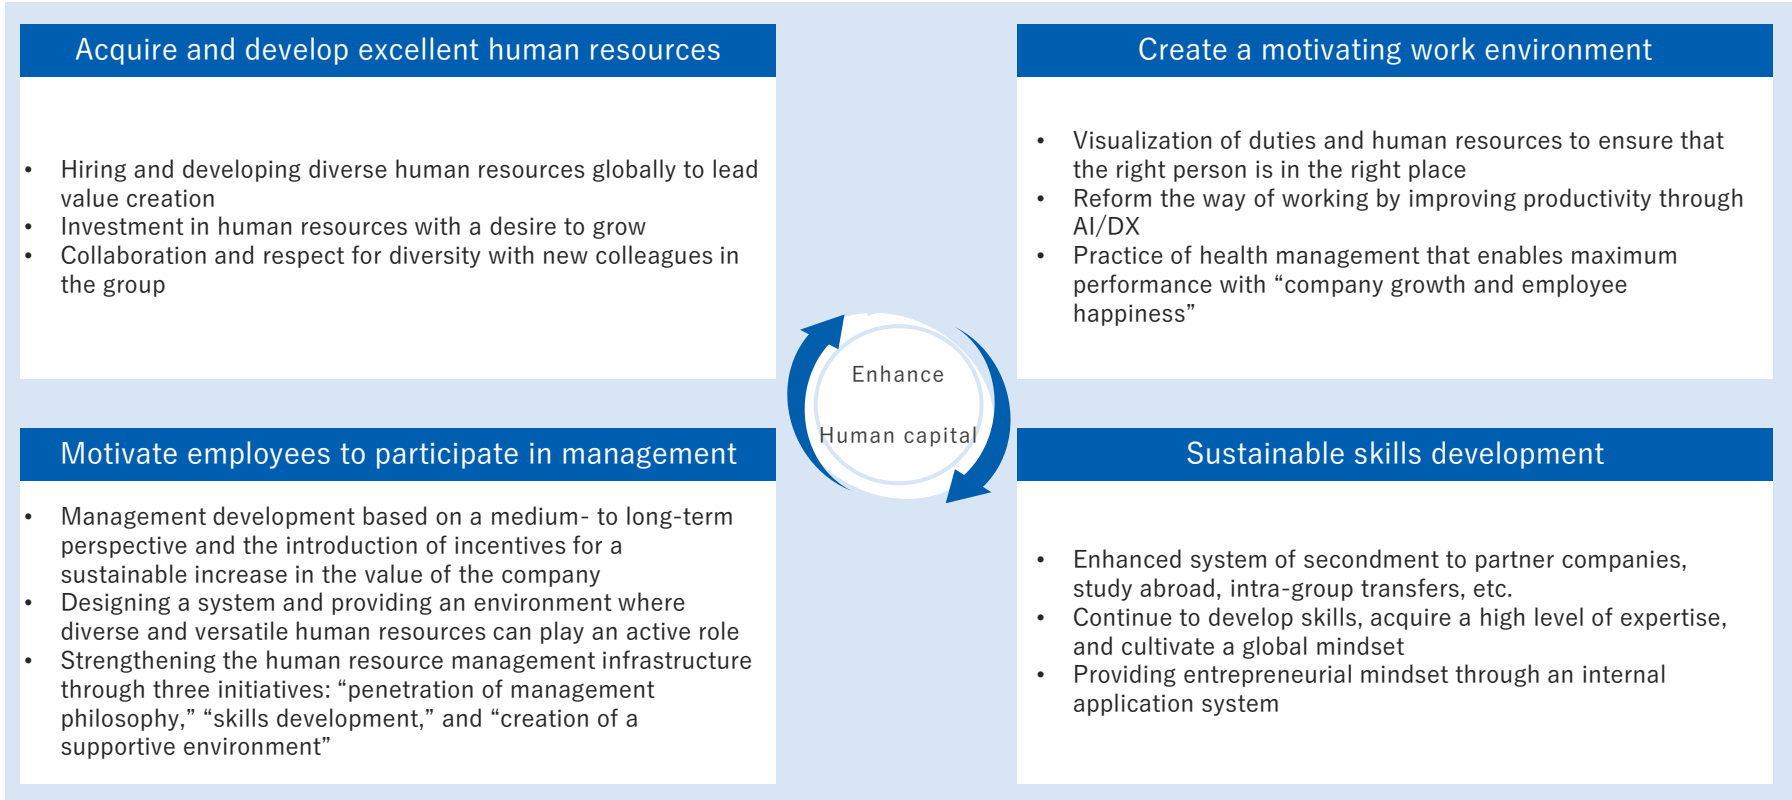 Acquire and develop excellent human resources
• Hiring and developing diverse human resources globally to lead
value creation
• Investment in human resources with a desire to grow
• Collaboration and respect for diversity with new colleagues in
the group
Create a motivating work environment
• Visualization of duties and human resources to ensure that
the right person is in the right place
• Reform the way of working by improving productivity through
AI/DX
• Practice of health management that enables maximum
performance with “company growth and employee
happiness”
Enhance
Human capital
Motivate employees to participate in management
• Management development based on a medium- to long-term
perspective and the introduction of incentives for a
sustainable increase in the value of the company
• Designing a system and providing an environment where
diverse and versatile human resources can play an active role
• Strengthening the human resource management infrastructure
through three initiatives: “penetration of management
philosophy,” “skills development,” and “creation of a
supportive environment”
Sustainable skills development
• Enhanced system of secondment to partner companies,
study abroad, intra-group transfers, etc.
• Continue to develop skills, acquire a high level of expertise,
and cultivate a global mindset
• Providing entrepreneurial mindset through an internal
application system